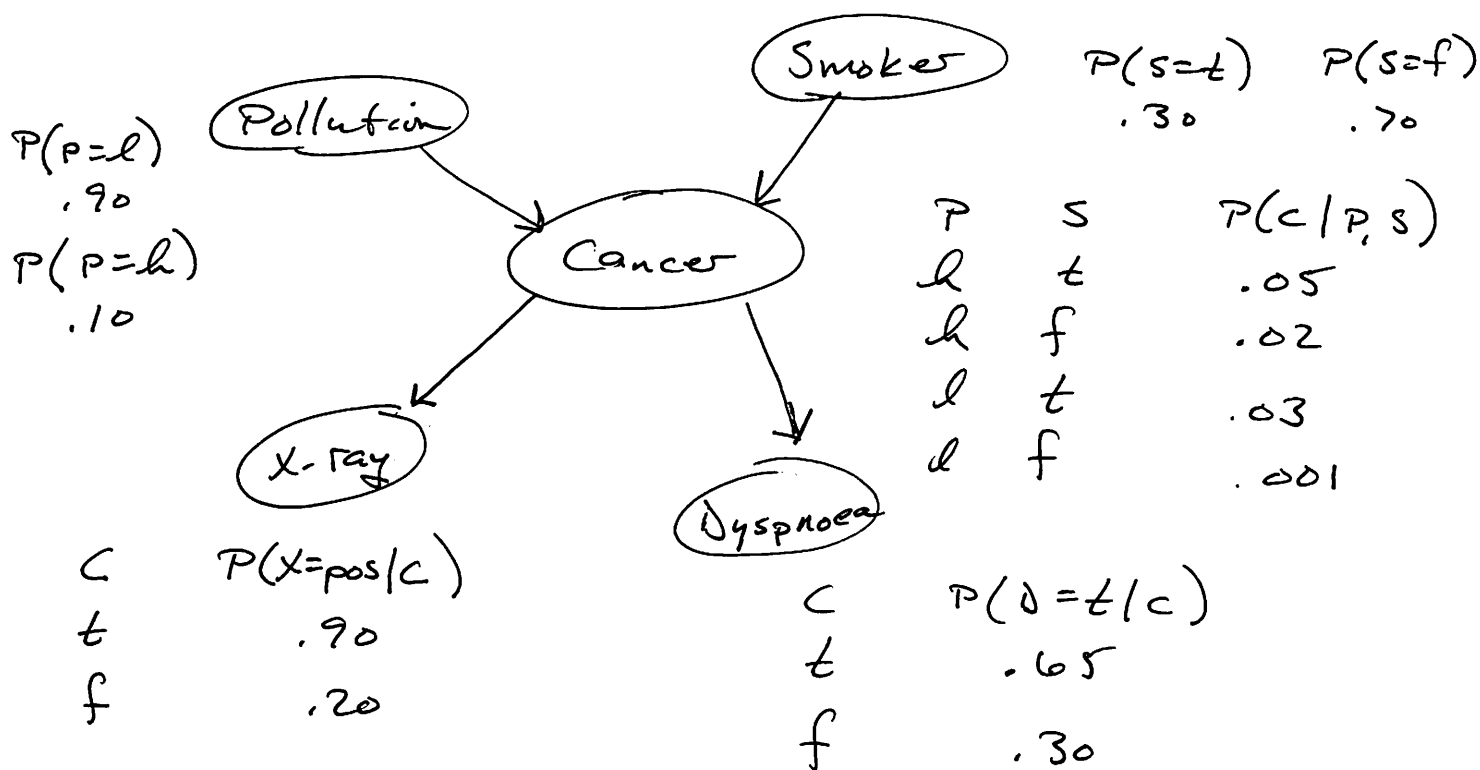 Smoker P(S=t) P(S=f)
.30 .70
Pollution
P(P=l)
.90
P(P=h)
.10
Cancer
P S P(C/P,S)
h t .05
h f .02
l t .03
l f .001
X-ray
Dyspnoea
C P(X=pos/C)
t .90
f .20
C P(D=t/C)
t .65
f .30